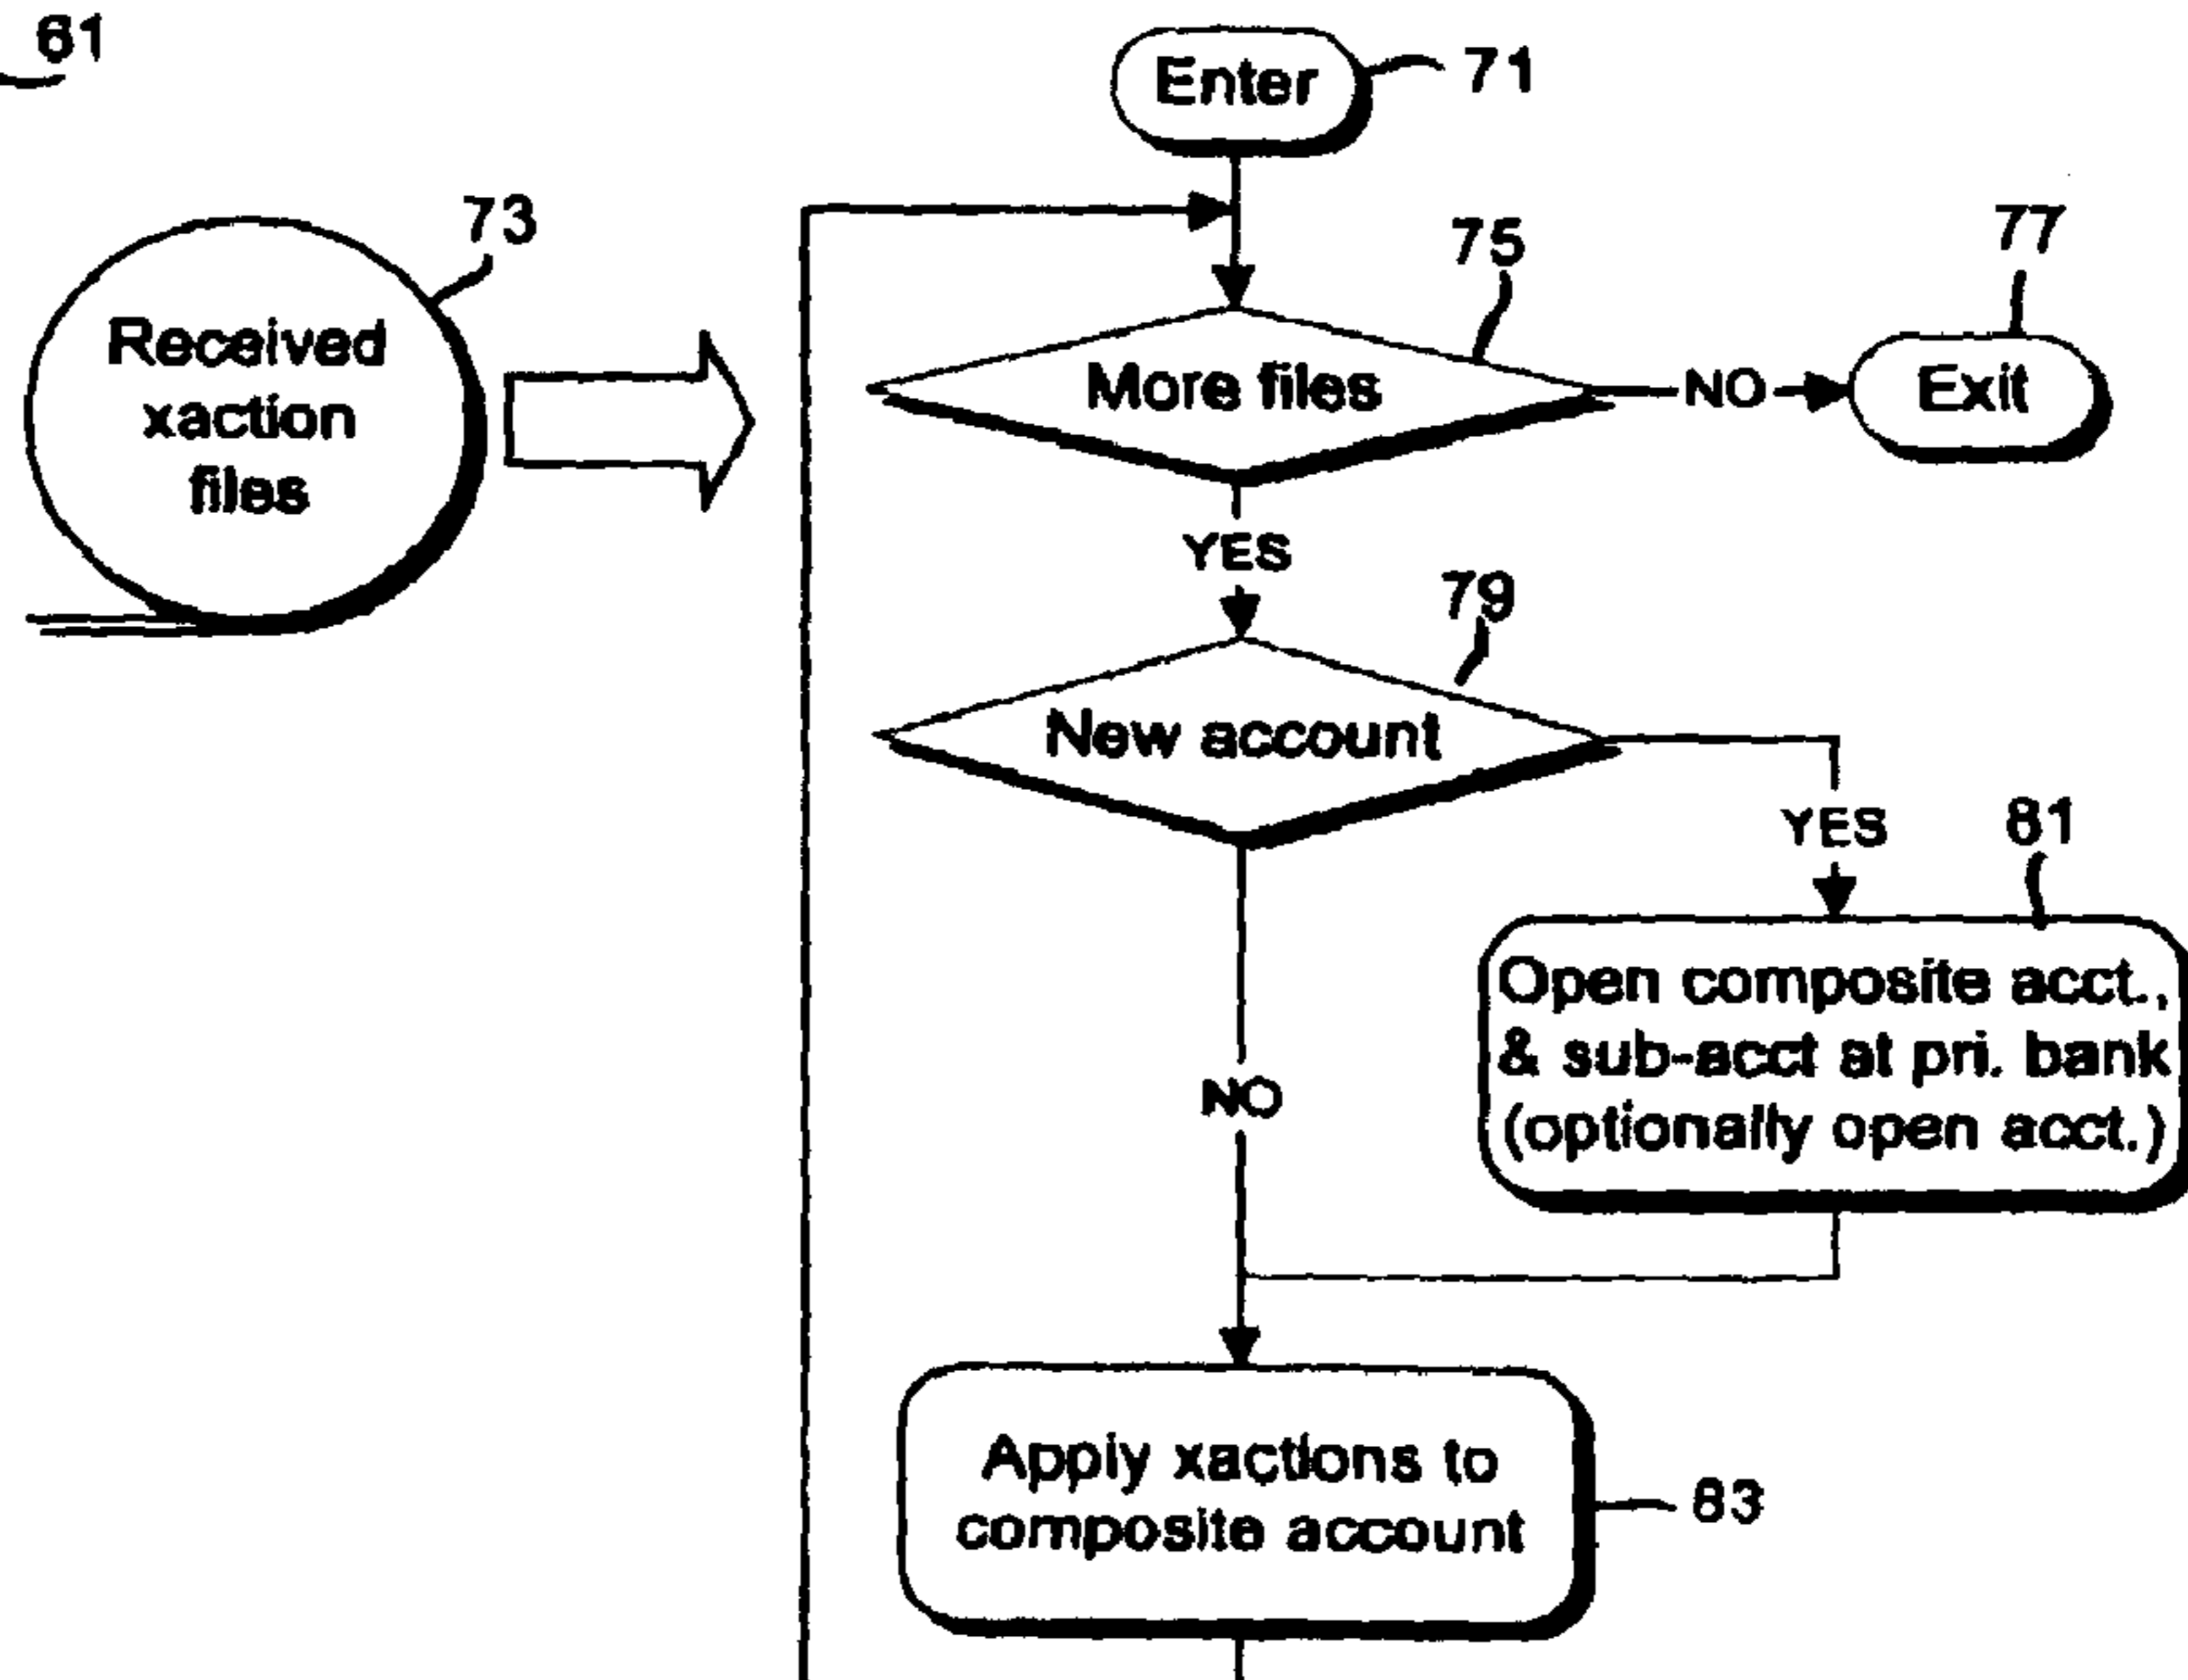 61
Enter
71
73
Received
xaction
files
75
77
More files
NO
Exit
YES
79
New account
YES
81
Open composite acct.,
& sub-acct at pri. bank
(optionally open acct.)
NO
Apply xactions to
composite account
83